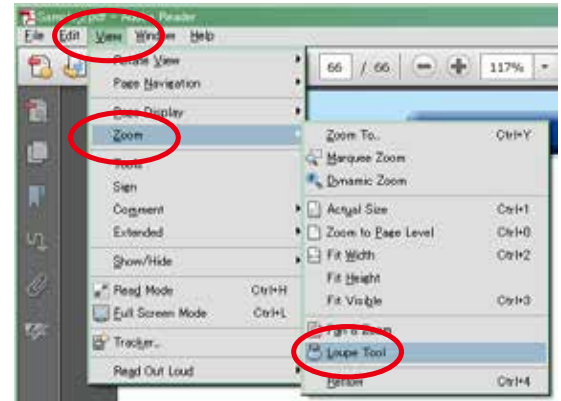 Reader
File Edit View Window Help
66 / 66 117%
Rotate View
Page Navigation
Page Display
Zoom
Tools
Sign
Comment
Extended
Show/Hide
Read Mode Ctrl+H
Full Screen Mode Ctrl+L
Tracker...
Read Out Loud
Zoom To... Ctrl+Y
Marquee Zoom
Dynamic Zoom
Actual Size Ctrl+1
Zoom to Page Level Ctrl+0
Fit Width Ctrl+2
Fit Height
Fit Visible Ctrl+3
Pan & Zoom
Loupe Tool
Reflow Ctrl+4